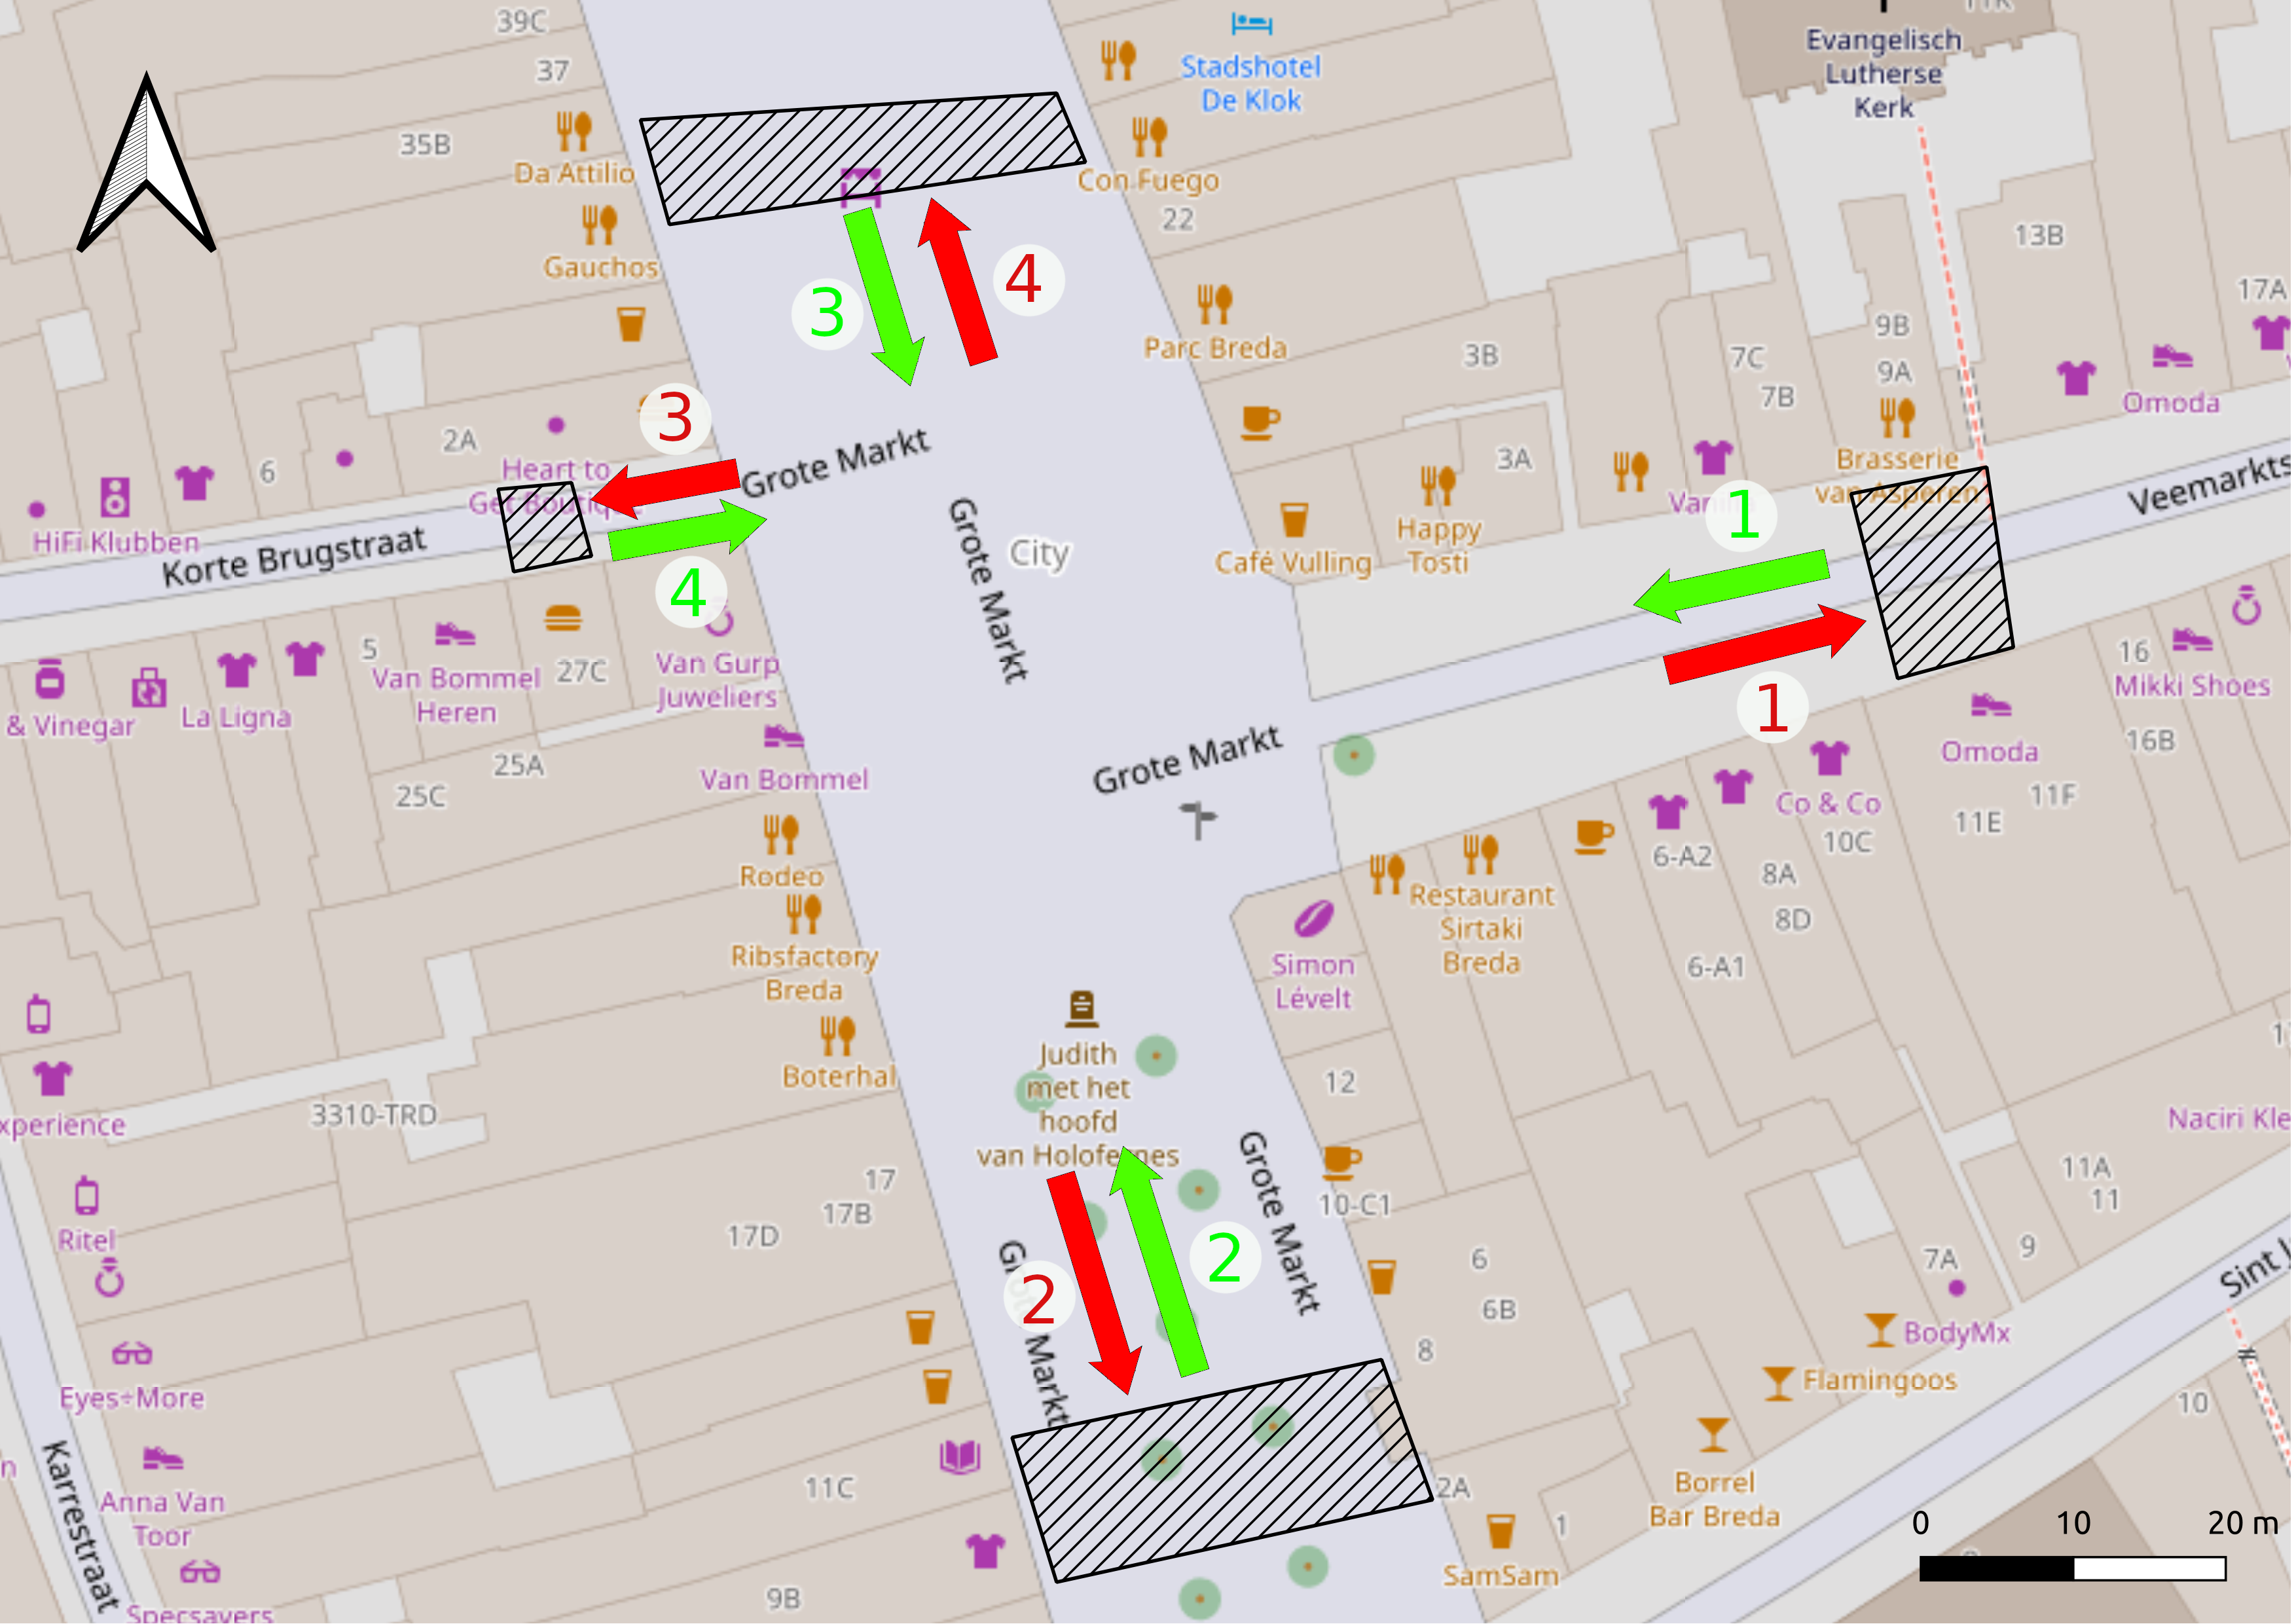 39C
37
35B
Da Attilio
Gauchos
Stadshotel
De Klok
Con Fuego
22
Parc Breda
Evangelisch
Lutherse
Kerk
13B
17A
9B
9A
7C
7B
3B
3A
Omoda
Brasserie
van Asperen
Veemarkts
3
4
3
4
1
1
2
2
2A
6
Heart to
Get Boutique
HiFi Klubben
Korte Brugstraat
Grote Markt
Grote Markt
City
Café Vulling
Happy
Tosti
Grote Markt
& Vinegar
La Ligna
5
Van Bommel
Heren
27C
Van Gurp
Juweliers
25A
25C
Van Bommel
Rodeo
Ribsfactory
Breda
Boterhal
16
Mikki Shoes
16B
Omoda
11F
11E
Co & Co
10C
6-A2
8A
8D
6-A1
Restaurant
Sirtaki
Breda
Simon
Lévelt
12
Judith
met het
hoofd
van Holofernes
10-C1
Grote Markt
Grote Markt
3310-TRD
xperience
Ritel
Eyes÷More
Anna Van
Toor
Specsavers
Karrestraat
17
17B
17D
11C
9B
6
6B
8
2A
1
SamSam
Borrel
Bar Breda
Flamingoos
BodyMx
7A
9
11A
11
Naciri Kle
Sint J
10
0 10 20 m